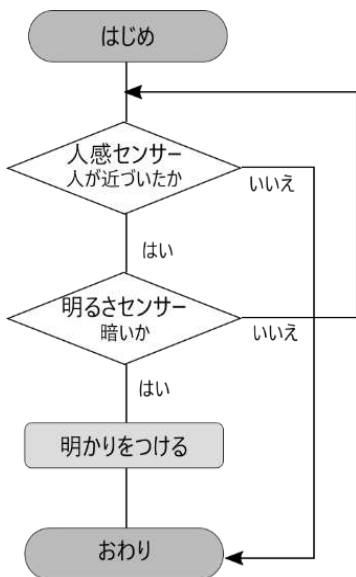 はじめ
人感センサー
人が近づいたか
いいえ
はい
明るさセンサー
暗いか
いいえ
はい
明かりをつける
おわり